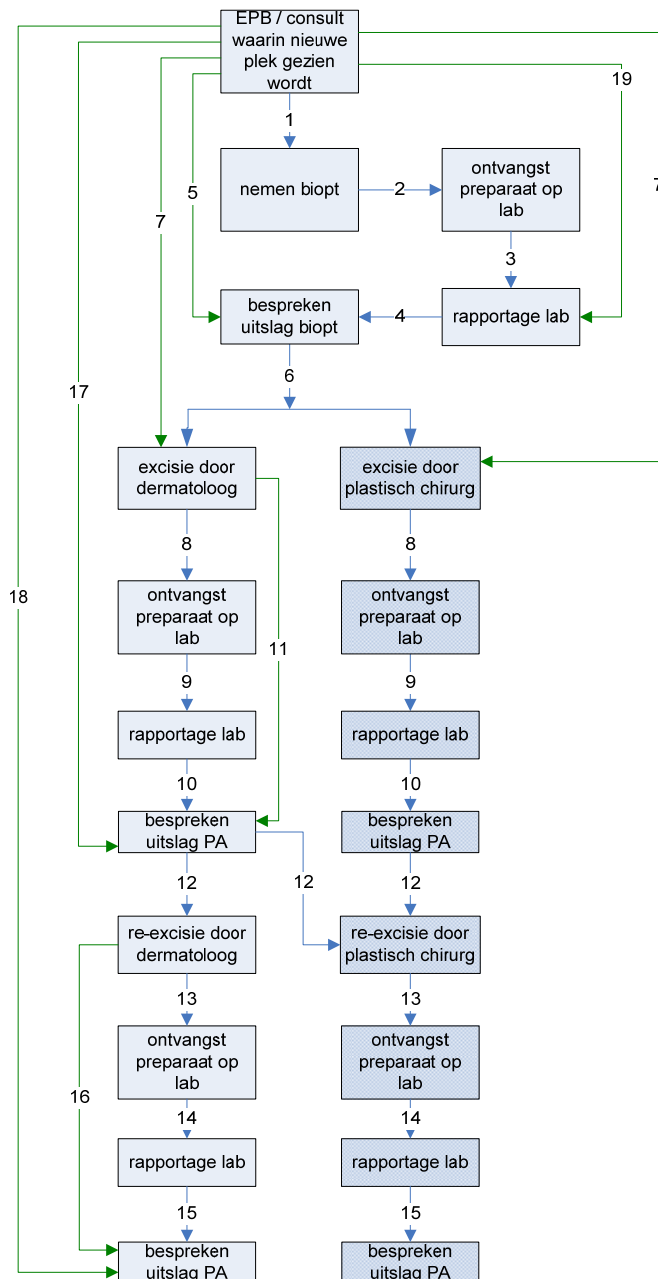 EPB / consult
waarin nieuwe
plek gezien
wordt
19
1
nemen biopt
2
ontvangst
preparaat op
lab
5
7
7
3
bespreken
uitslag biopt
4
rapportage lab
6
17
excisie door
dermatoloog
excisie door
plastisch chirurg
8
8
18
ontvangst
preparaat op
lab
11
ontvangst
preparaat op
lab
9
9
rapportage lab
rapportage lab
10
10
bespreken
uitslag PA
bespreken
uitslag PA
12
12
12
re-excisie door
dermatoloog
re-excisie door
plastisch chirurg
13
13
ontvangst
preparaat op
lab
ontvangst
preparaat op
lab
16
14
14
rapportage lab
rapportage lab
15
15
bespreken
uitslag PA
bespreken
uitslag PA